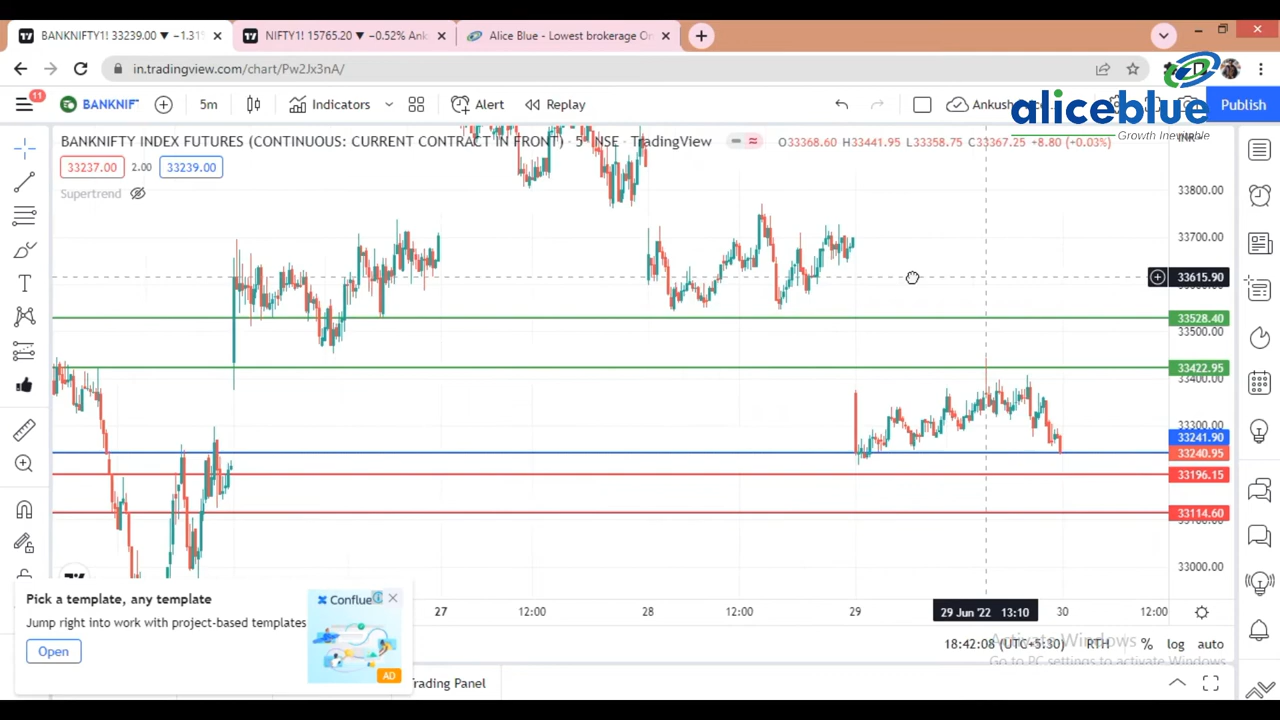 BANKNIFTY1! 33239.00 ▼ −1.31%
NIFTY1! 15765.20 ▼ −0.52% Ank
Alice Blue - Lowest brokerage On
in.tradingview.com/chart/Pw2Jx3nA/
11
BANKNIF
5m
Indicators
Alert
Replay
Ankush
Publish
aliceblue
Growth Inevitable
BANKNIFTY INDEX FUTURES (CONTINUOUS: CURRENT CONTRACT IN FRONT) · 5 · NSE · TradingView
O33368.60 H33441.95 L33358.75 C33367.25 +8.80 (+0.03%)
INR
33237.00
2.00
33239.00
Supertrend
33800.00
33700.00
33615.90
33528.40
33500.00
33422.95
33400.00
33300.00
33241.90
33240.95
33196.15
33114.60
33000.00
27
12:00
28
12:00
29
29 Jun '22 13:10
30
12:00
Pick a template, any template
Jump right into work with project-based templates
Open
Conflue
AD
18:42:08 (UTC+5:30)
RTH
%
log
auto
Activate Windows
Go to PC settings to activate Windows.
Trading Panel